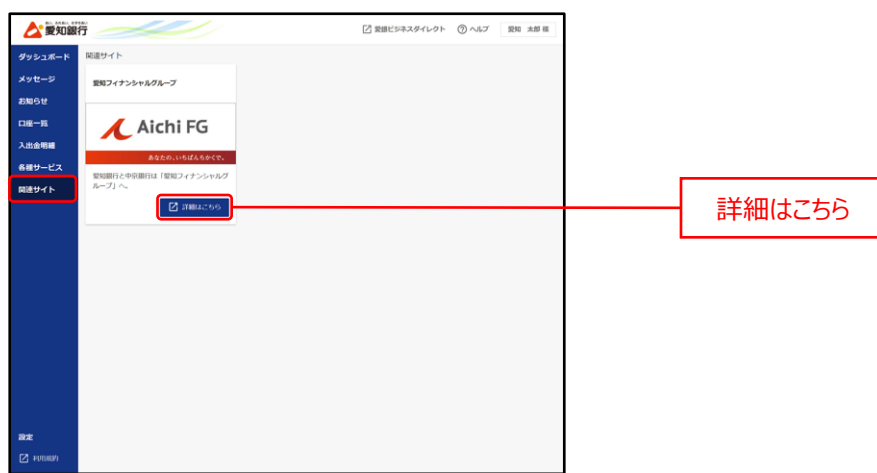 愛知銀行
愛銀ビジネスダイレクト
ヘルプ
愛知 太郎 様
ダッシュボード
メッセージ
お知らせ
口座一覧
入出金明細
各種サービス
関連サイト
関連サイト
愛知フィナンシャルグループ
Aichi FG
あなたの、いちばんちかくで。
愛知銀行と中京銀行は「愛知フィナンシャルグ
ループ」へ。
詳細はこちら
設定
利用規約
詳細はこちら